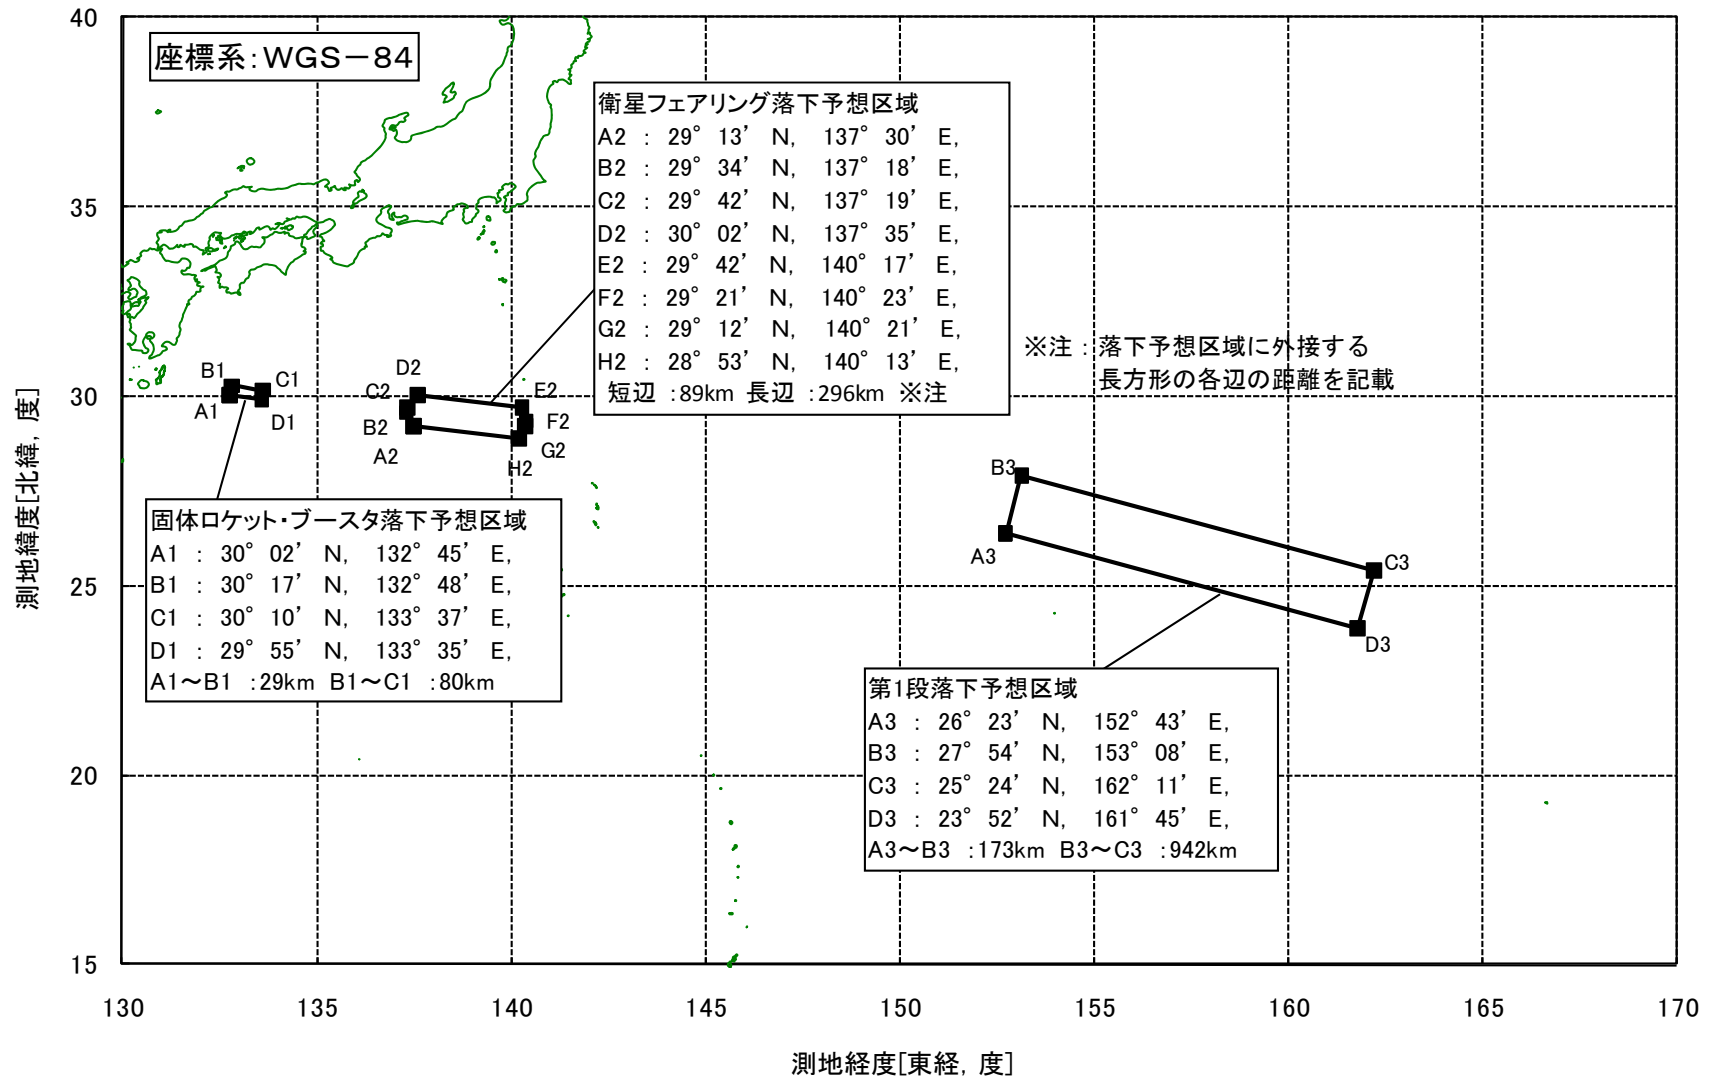 座標系:WGS-84
衛星フェアリング落下予想区域
A2 : 29° 13' N, 137° 30' E,
B2 : 29° 34' N, 137° 18' E,
C2 : 29° 42' N, 137° 19' E,
D2 : 30° 02' N, 137° 35' E,
E2 : 29° 42' N, 140° 17' E,
F2 : 29° 21' N, 140° 23' E,
G2 : 29° 12' N, 140° 21' E,
H2 : 28° 53' N, 140° 13' E,
短辺 :89km 長辺 :296km ※注
※注 : 落下予想区域に外接する
長方形の各辺の距離を記載
B1
C1
A1
D1
D2
C2
E2
B2
F2
A2
G2
H2
固体ロケット・ブースタ落下予想区域
A1 : 30° 02' N, 132° 45' E,
B1 : 30° 17' N, 132° 48' E,
C1 : 30° 10' N, 133° 37' E,
D1 : 29° 55' N, 133° 35' E,
A1~B1 :29km B1~C1 :80km
B3
A3
C3
D3
第1段落下予想区域
A3 : 26° 23' N, 152° 43' E,
B3 : 27° 54' N, 153° 08' E,
C3 : 25° 24' N, 162° 11' E,
D3 : 23° 52' N, 161° 45' E,
A3~B3 :173km B3~C3 :942km
測地緯度[北緯, 度]
40
35
30
25
20
15
130 135 140 145 150 155 160 165 170
測地経度[東経, 度]